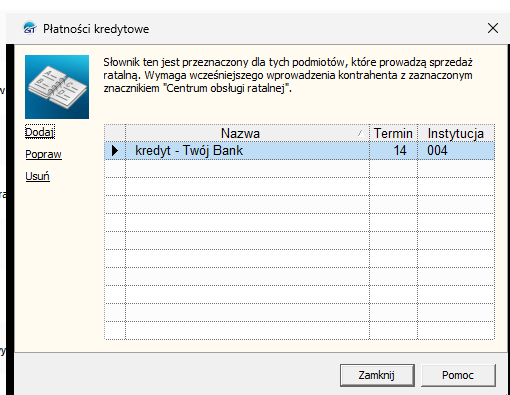 Płatności kredytowe
Słownik ten jest przeznaczony dla tych podmiotów, które prowadzą sprzedaż
ratalną. Wymaga wcześniejszego wprowadzenia kontrahenta z zaznaczonym
znacznikiem "Centrum obsługi ratalnej".
Dodaj
Popraw
Usuń
Nazwa Termin Instytucja
kredyt - Twój Bank 14 004
Zamknij Pomoc